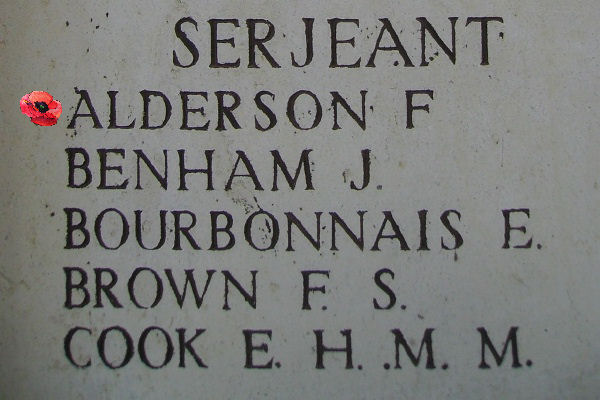 SERJEANT
ALDERSON F
BENHAM J.
BOURBONNAIS E.
BROWN F. S.
COOK E. H. .M. M.